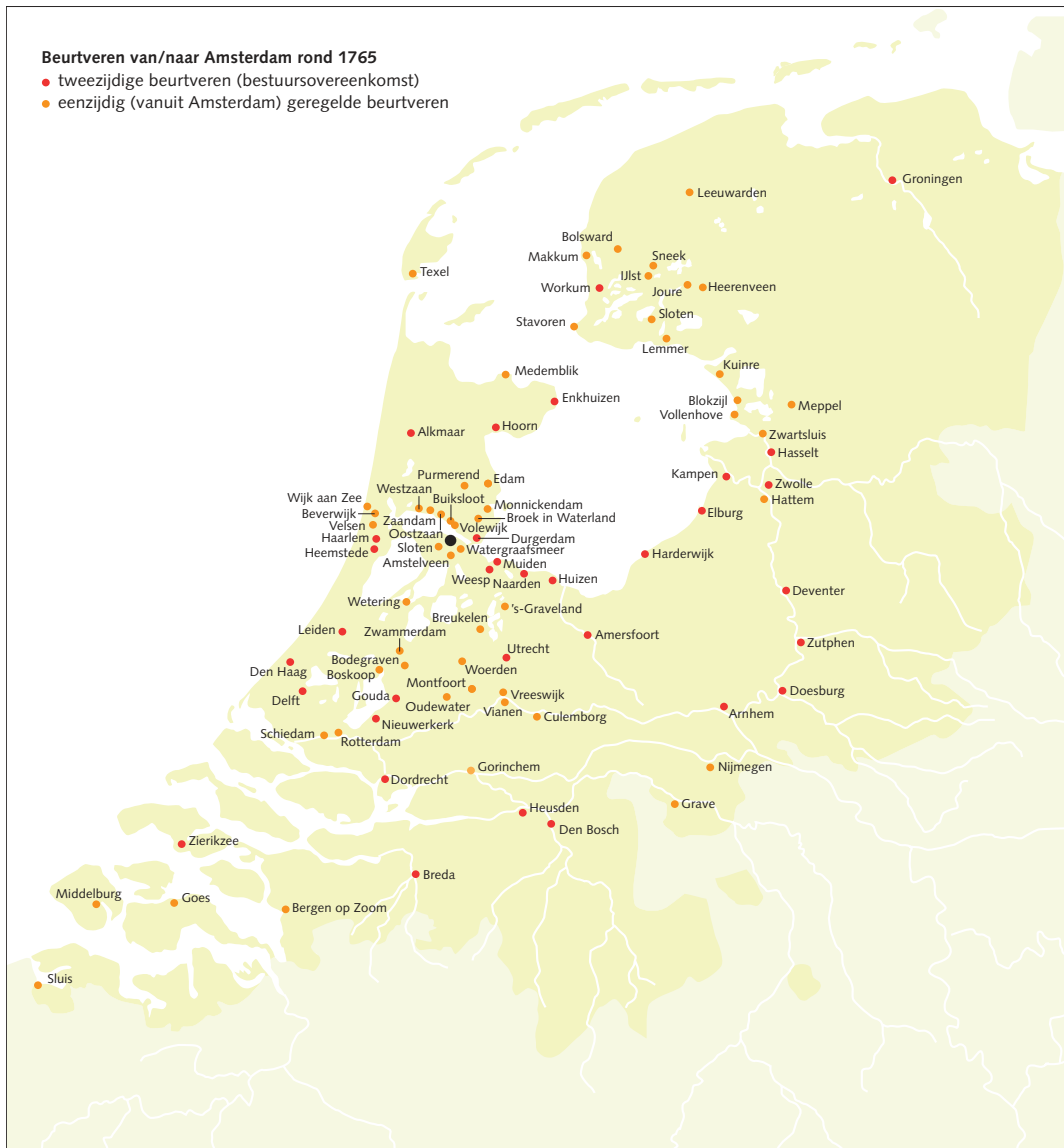 Beurtveren van/naar Amsterdam rond 1765
tweezijdige beurtveren (bestuursovereenkomst)
eenzijdig (vanuit Amsterdam) geregelde beurtveren
Groningen
Leeuwarden
Bolsward
Makkum
Sneek
Texel
IJlst
Workum
Joure
Heerenveen
Stavoren
Sloten
Lemmer
Kuinre
Medemblik
Enkhuizen
Blokzijl
Meppel
Vollenhove
Hoorn
Alkmaar
Zwartsluis
Hasselt
Purmerend
Edam
Kampen
Zwolle
Westzaan
Buiksloot
Hattem
Wijk aan Zee
Monnickendam
Beverwijk
Zaandam
Broek in Waterland
Elburg
Velsen
Oostzaan
Volewijk
Haarlem
Durgerdam
Heemstede
Sloten
Watergraafsmeer
Harderwijk
Amstelveen
Muiden
Weesp
Naarden
Huizen
Deventer
Wetering
's-Graveland
Breukelen
Leiden
Zwammerdam
Amersfoort
Zutphen
Utrecht
Bodegraven
Den Haag
Boskoop
Woerden
Montfoort
Doesburg
Delft
Gouda
Oudewater
Vreeswijk
Vianen
Arnhem
Culemborg
Nieuwerkerk
Schiedam
Rotterdam
Gorinchem
Nijmegen
Dordrecht
Grave
Heusden
Den Bosch
Zierikzee
Breda
Middelburg
Goes
Bergen op Zoom
Sluis